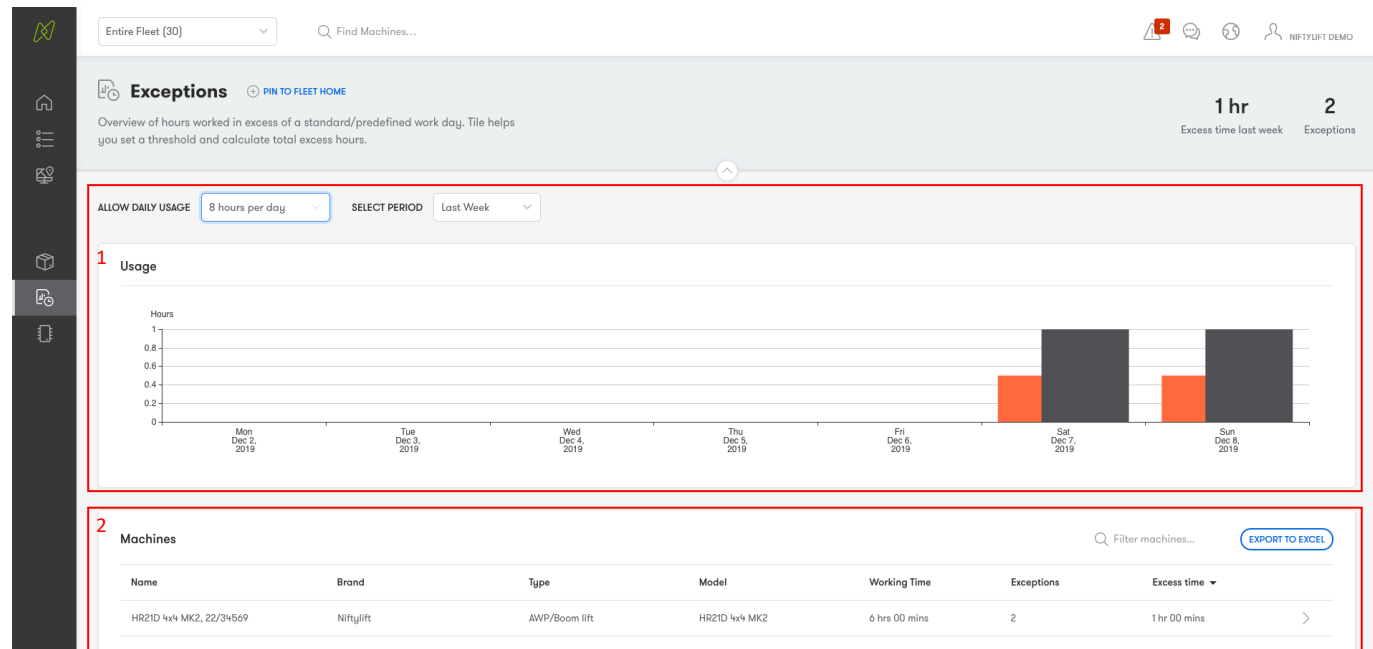 Entire Fleet (30)
Find Machines...
2
NIFTYLIFT DEMO
Exceptions
PIN TO FLEET HOME
Overview of hours worked in excess of a standard/predefined work day. Tile helps
you set a threshold and calculate total excess hours.
1 hr
Excess time last week
2
Exceptions
ALLOW DAILY USAGE
8 hours per day
SELECT PERIOD
Last Week
1
Usage
Hours
1
0.8
0.6
0.4
0.2
0
Mon
Dec 2,
2019
Tue
Dec 3,
2019
Wed
Dec 4,
2019
Thu
Dec 5,
2019
Fri
Dec 6,
2019
Sat
Dec 7,
2019
Sun
Dec 8,
2019
2
Machines
Filter machines...
EXPORT TO EXCEL
Name Brand Type Model Working Time Exceptions Excess time
HR21D 4x4 MK2, 22/34569 Niftylift AWP/Boom lift HR21D 4x4 MK2 6 hrs 00 mins 2 1 hr 00 mins